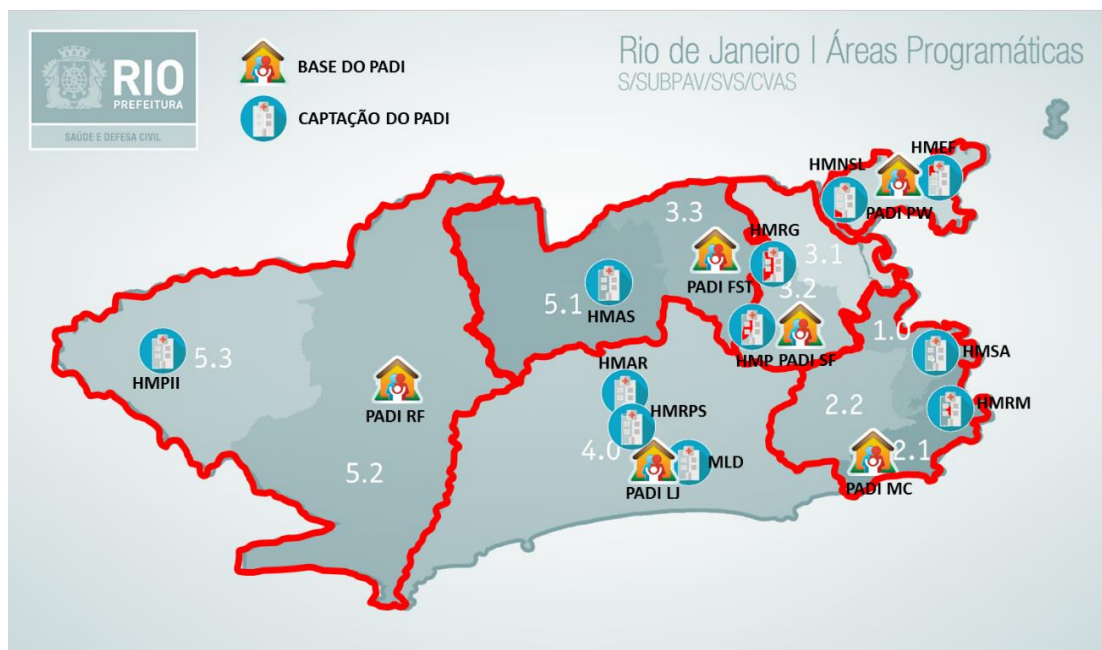 RIO
PREFEITURA
SAÚDE E DEFESA CIVIL
BASE DO PADI
CAPTAÇÃO DO PADI
Rio de Janeiro | Áreas Programáticas
S/SUBPAV/SVS/CVAS
HMEF
HMNSL
PADI PW
3.3
HMRG
3.1
PADI FST
3.2
5.1
HMAS
1.0
HMP PADI SF
HMSA
5.3
HMPII
HMAR
PADI RF
HMRPS
2.2
HMRM
4.0
2.1
MLD
5.2
PADI LJ
PADI MC